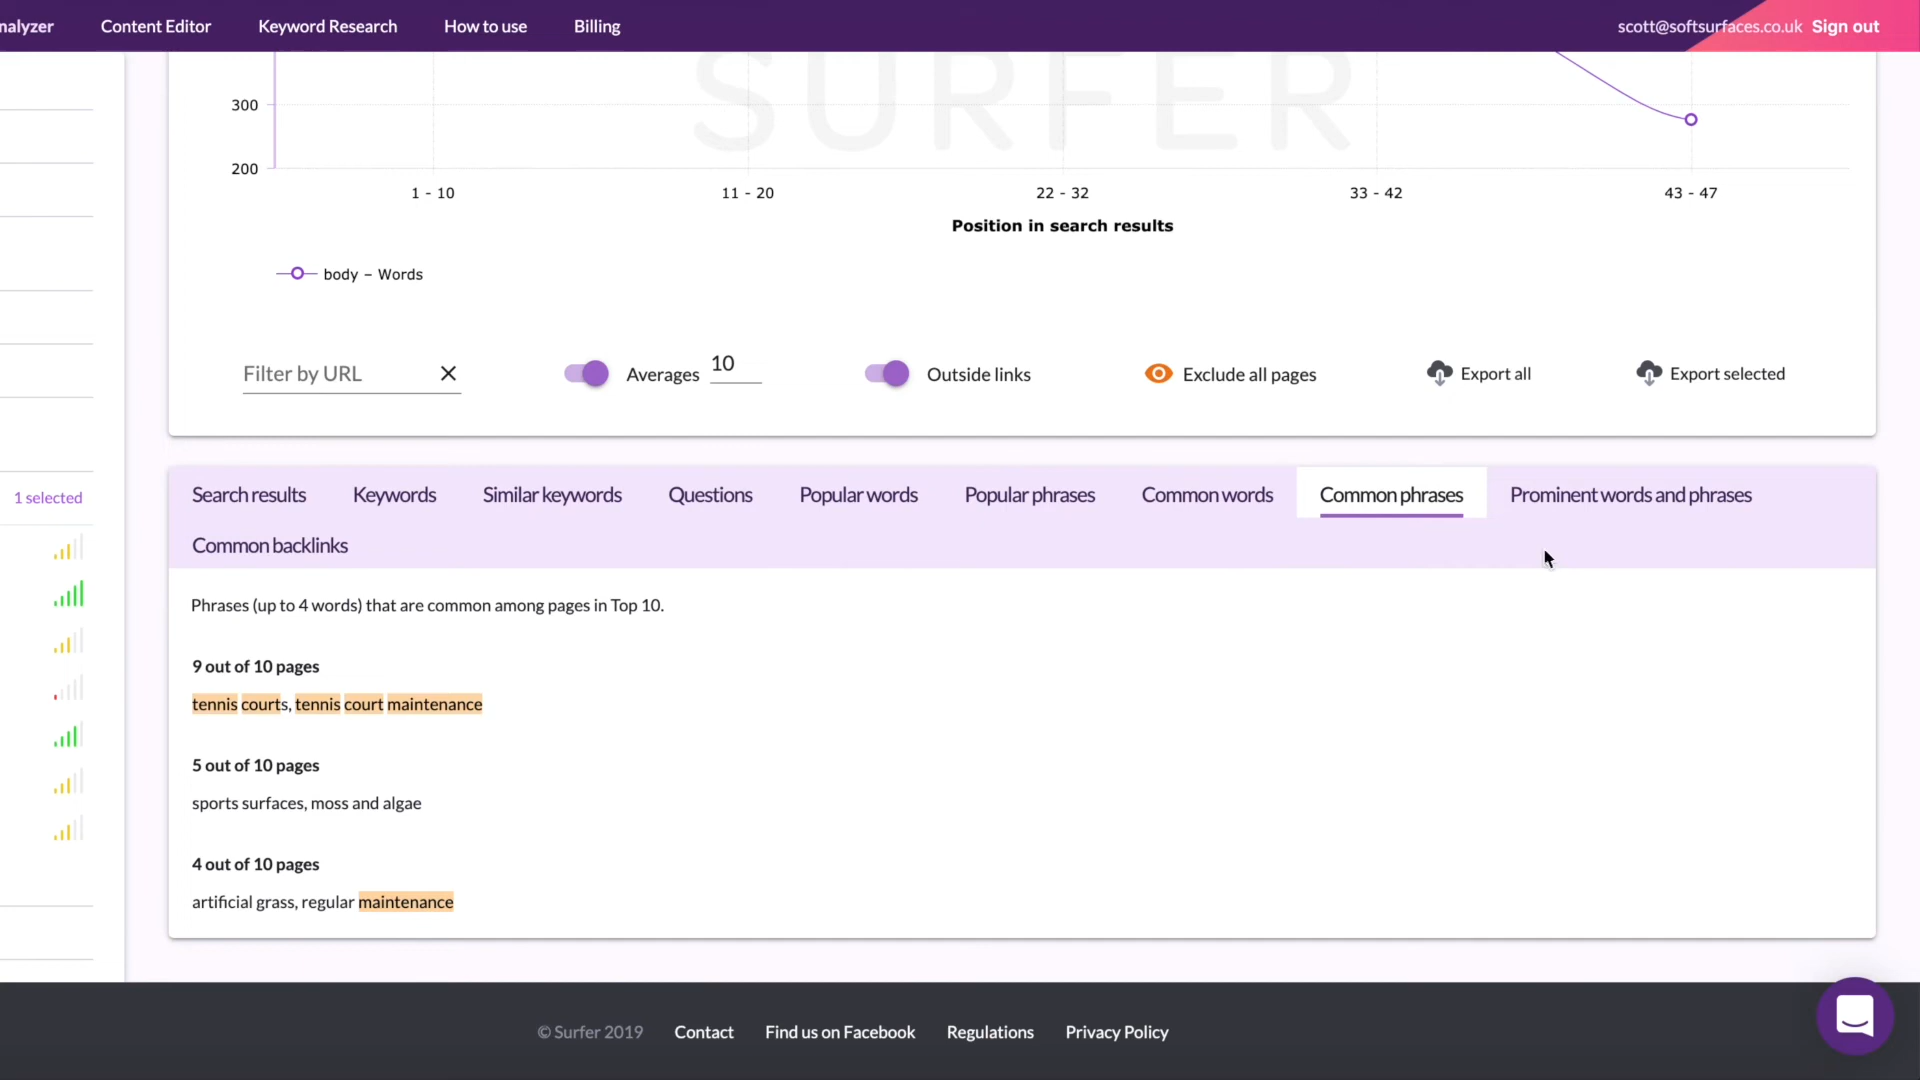 nalyzer Content Editor Keyword Research How to use Billing scott@softsurfaces.co.uk Sign out
SURFER
300
200
1 - 10 11 - 20 22 - 32 33 - 42 43 - 47
Position in search results
body – Words
Filter by URL Averages 10 Outside links Exclude all pages Export all Export selected
1 selected
Search results Keywords Similar keywords Questions Popular words Popular phrases Common words Common phrases Prominent words and phrases
Common backlinks
Phrases (up to 4 words) that are common among pages in Top 10.
9 out of 10 pages
tennis courts, tennis court maintenance
5 out of 10 pages
sports surfaces, moss and algae
4 out of 10 pages
artificial grass, regular maintenance
© Surfer 2019 Contact Find us on Facebook Regulations Privacy Policy